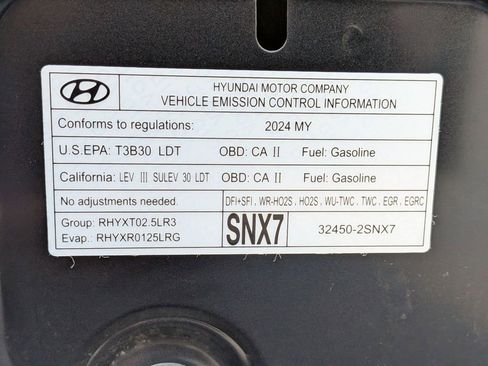 HYUNDAI MOTOR COMPANY
VEHICLE EMISSION CONTROL INFORMATION
Conforms to regulations: 2024 MY
U.S.EPA: T3B30 LDT OBD: CA II Fuel: Gasoline
California: LEV III SULEV 30 LDT OBD: CA II Fuel: Gasoline
No adjustments needed. DFI+SFI , WR-HO2S , HO2S , WU-TWC , TWC , EGR , EGRC
Group: RHYXT02.5LR3
Evap.: RHYXR0125LRG
SNX7
32450-2SNX7